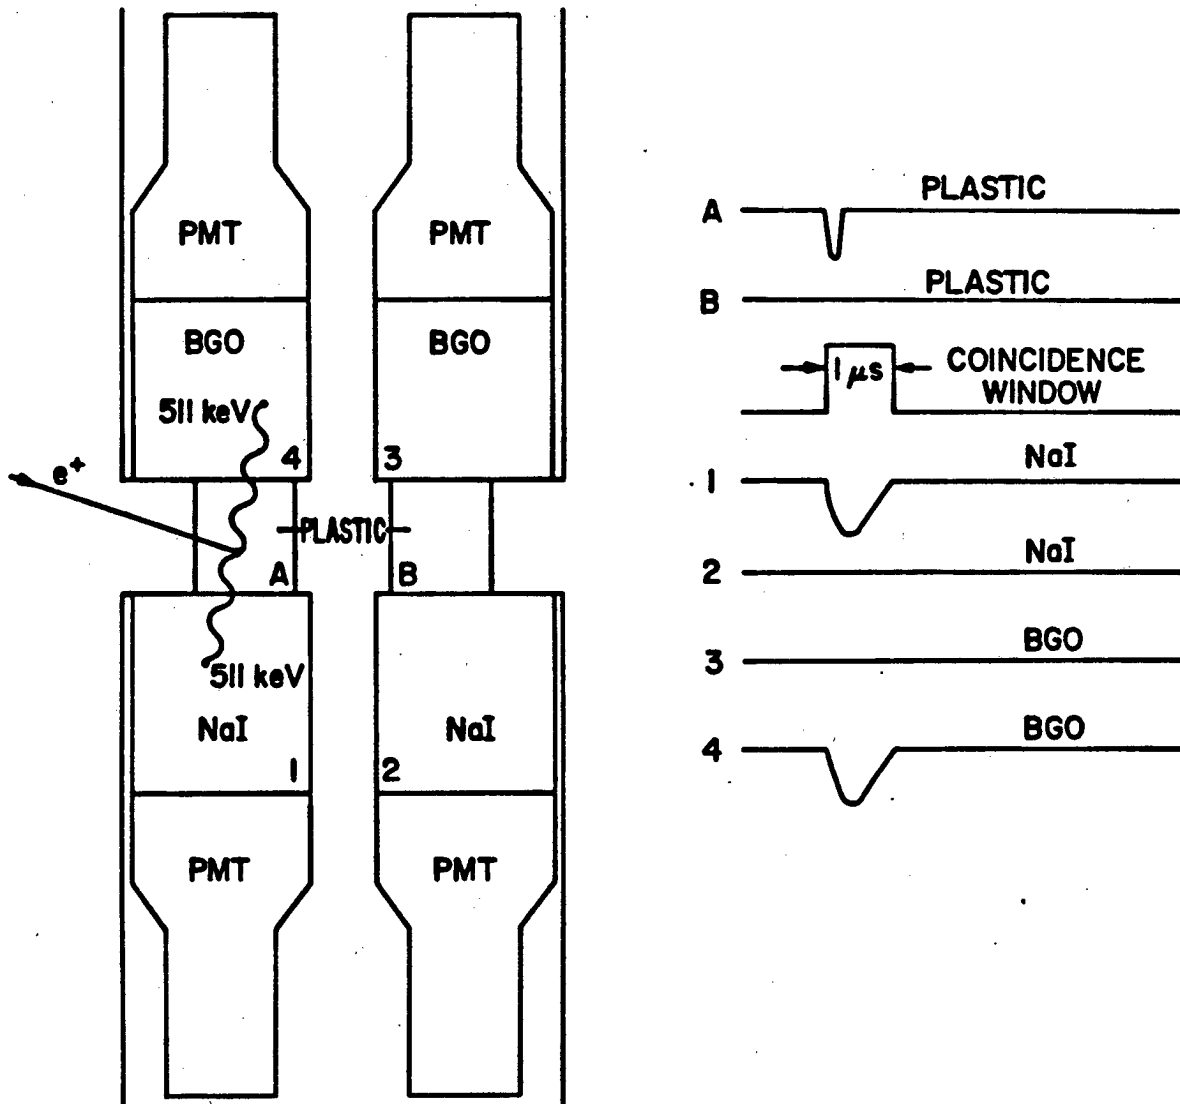 PMT
PMT
BGO
BGO
511 keV
4
3
e+
PLASTIC
A
B
511 keV
NaI
NaI
1
2
PMT
PMT
A
PLASTIC
B
PLASTIC
1 μs
COINCIDENCE
WINDOW
1
NaI
2
NaI
3
BGO
4
BGO